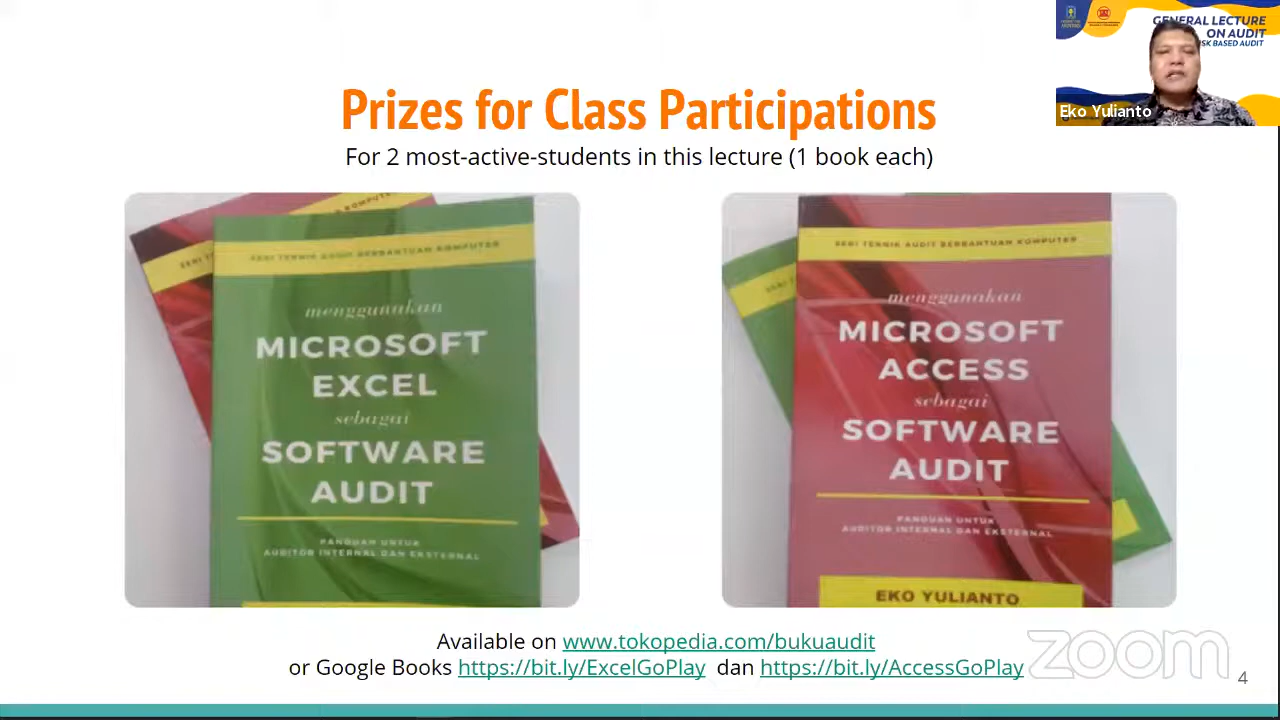 GENERAL LECTURE
ON AUDIT
SK BASED AUDIT
Eko Yulianto
Prizes for Class Participations
For 2 most-active-students in this lecture (1 book each)
KOMPUTER
SERI TEKNIK AUDIT BERBANTUAN KOMPUTER
menggunakan
MICROSOFT
EXCEL
sebagai
SOFTWARE
AUDIT
PANDUAN UNTUK
AUDITOR INTERNAL DAN EKSTERNAL
SERI TEKNIK AUDIT BERBANTUAN KOMPUTER
menggunakan
MICROSOFT
ACCESS
sebagai
SOFTWARE
AUDIT
PANDUAN UNTUK
AUDITOR INTERNAL DAN EKSTERNAL
EKO YULIANTO
Available on www.tokopedia.com/bukuaudit
or Google Books https://bit.ly/ExcelGoPlay dan https://bit.ly/AccessGoPlay
zoom
4